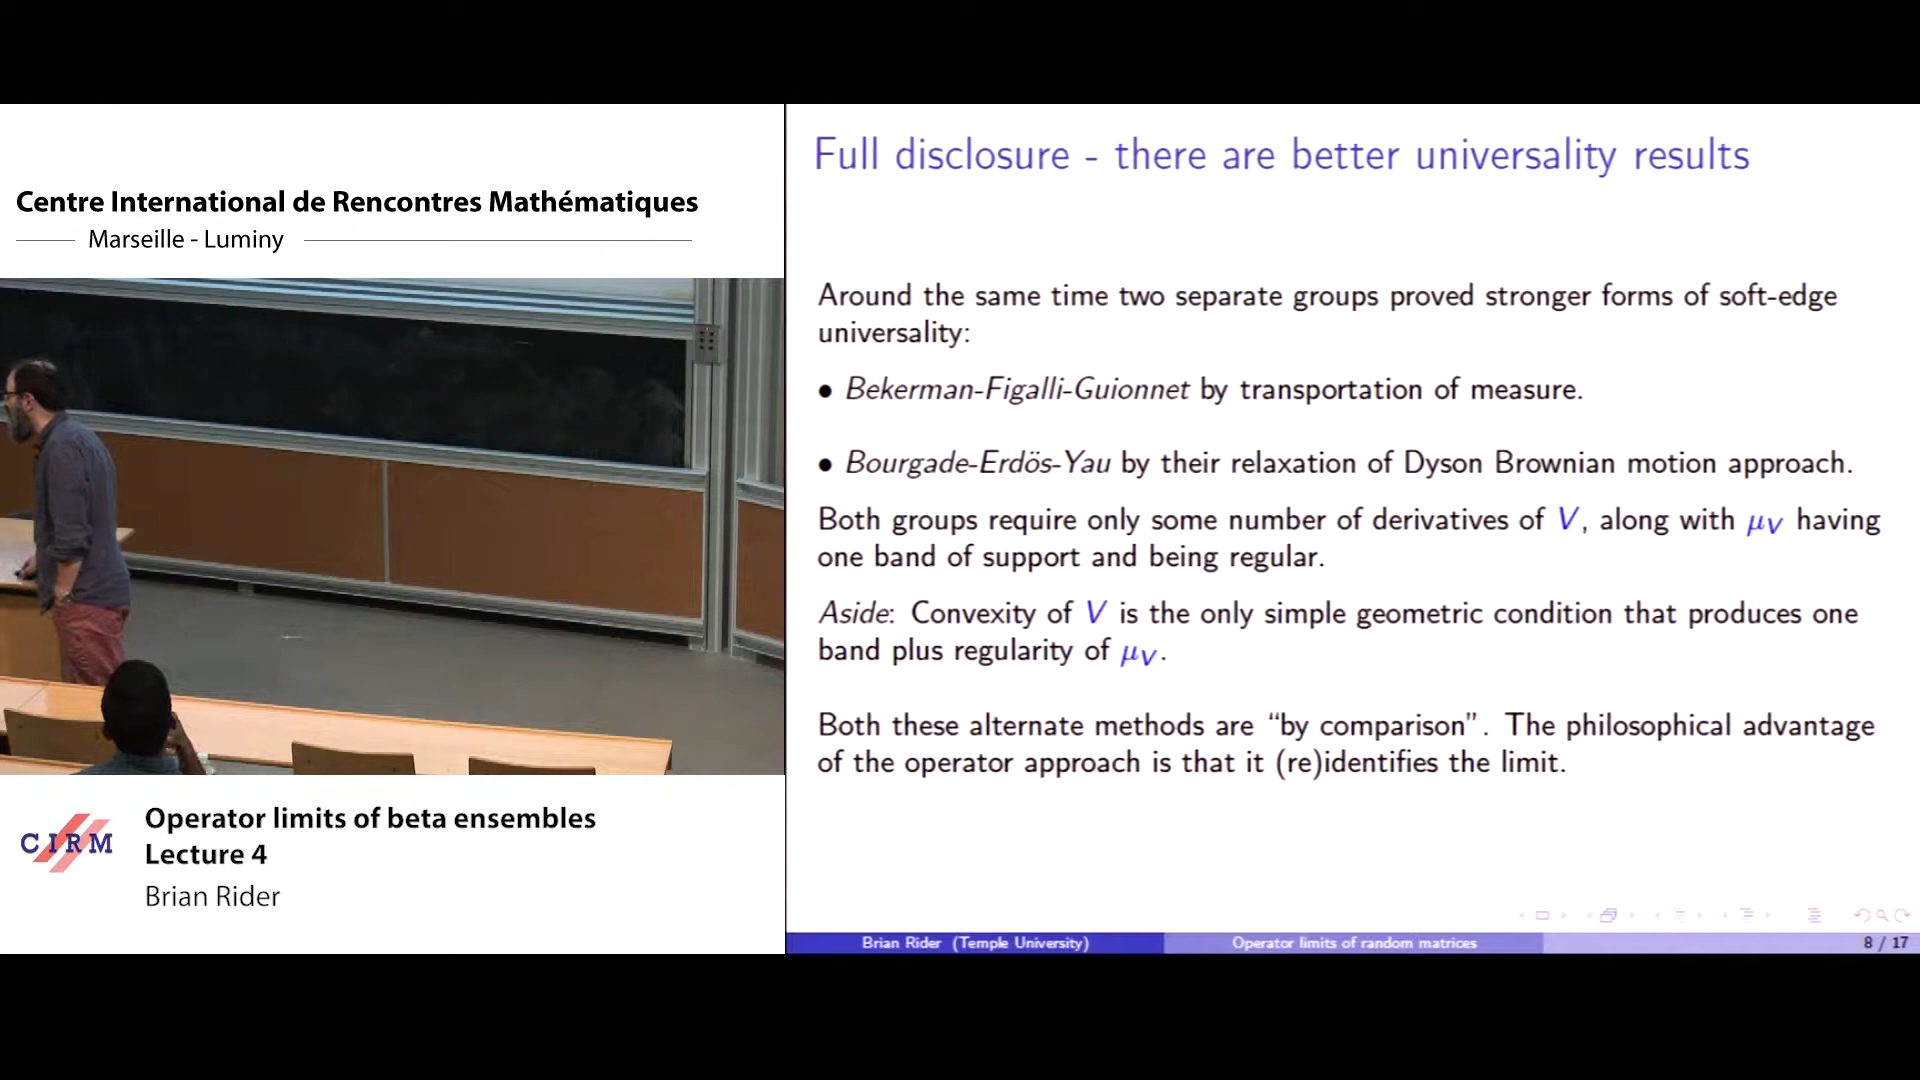 Centre International de Rencontres Mathématiques
Marseille - Luminy
CIRM
Operator limits of beta ensembles
Lecture 4
Brian Rider
Full disclosure - there are better universality results
Around the same time two separate groups proved stronger forms of soft-edge
universality:
• Bekerman-Figalli-Guionnet by transportation of measure.
• Bourgade-Erdös-Yau by their relaxation of Dyson Brownian motion approach.
Both groups require only some number of derivatives of V, along with μV having
one band of support and being regular.
Aside: Convexity of V is the only simple geometric condition that produces one
band plus regularity of μV.
Both these alternate methods are “by comparison”. The philosophical advantage
of the operator approach is that it (re)identifies the limit.
Brian Rider (Temple University)
Operator limits of random matrices
8 / 17